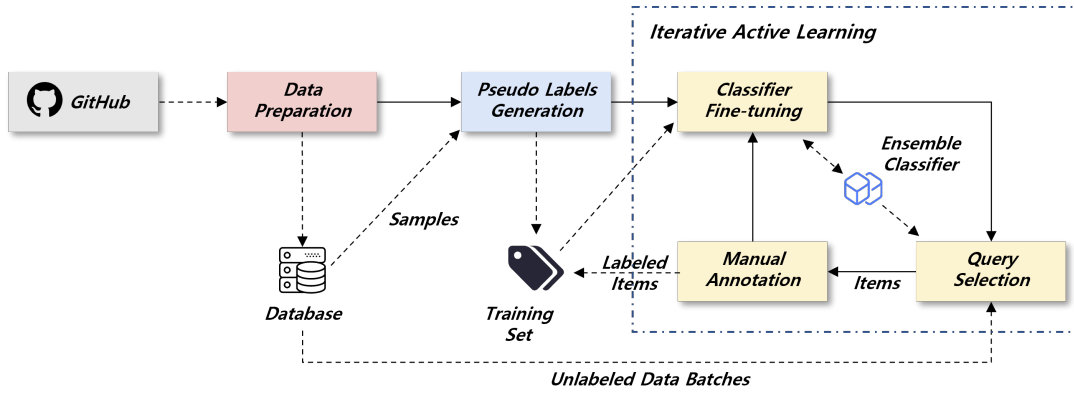 Iterative Active Learning
GitHub
Data
Preparation
Pseudo Labels
Generation
Classifier
Fine-tuning
Ensemble
Classifier
Samples
Labeled
Items
Manual
Annotation
Items
Query
Selection
Database
Training
Set
Unlabeled Data Batches